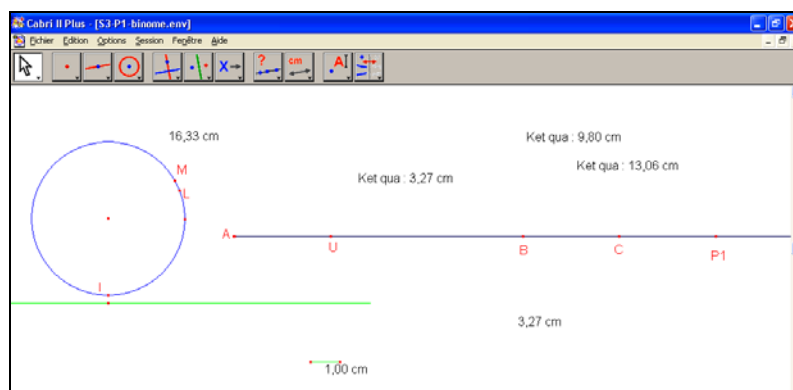 Cabri II Plus - [S3-P1-binome.env]
Fichier Edition Options Session Fenêtre Aide
? cm A
16,33 cm
Ket qua : 9,80 cm
Ket qua : 13,06 cm
Ket qua : 3,27 cm
M
L
A U B C P1
I
3,27 cm
1,00 cm